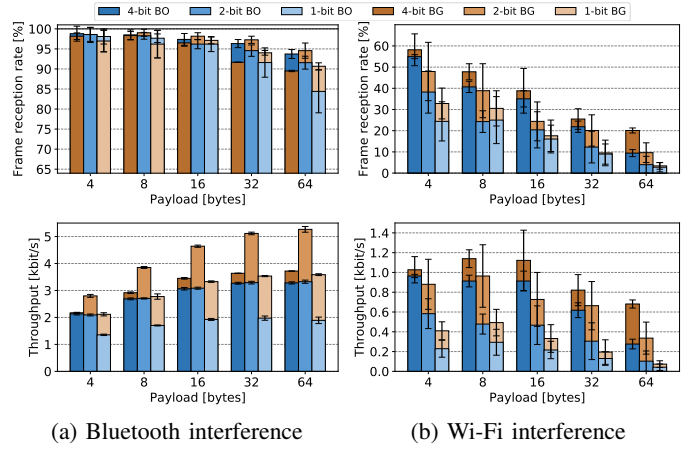 4-bit BO 2-bit BO 1-bit BO 4-bit BG 2-bit BG 1-bit BG
Frame reception rate [%]
100
95
90
85
80
75
70
65
4 8 16 32 64
Payload [bytes]
Frame reception rate [%]
60
50
40
30
20
10
0
4 8 16 32 64
Payload [bytes]
Throughput [kbit/s]
5
4
3
2
1
0
4 8 16 32 64
Payload [bytes]
Throughput [kbit/s]
1.4
1.2
1.0
0.8
0.6
0.4
0.2
0.0
4 8 16 32 64
Payload [bytes]
(a) Bluetooth interference
(b) Wi-Fi interference